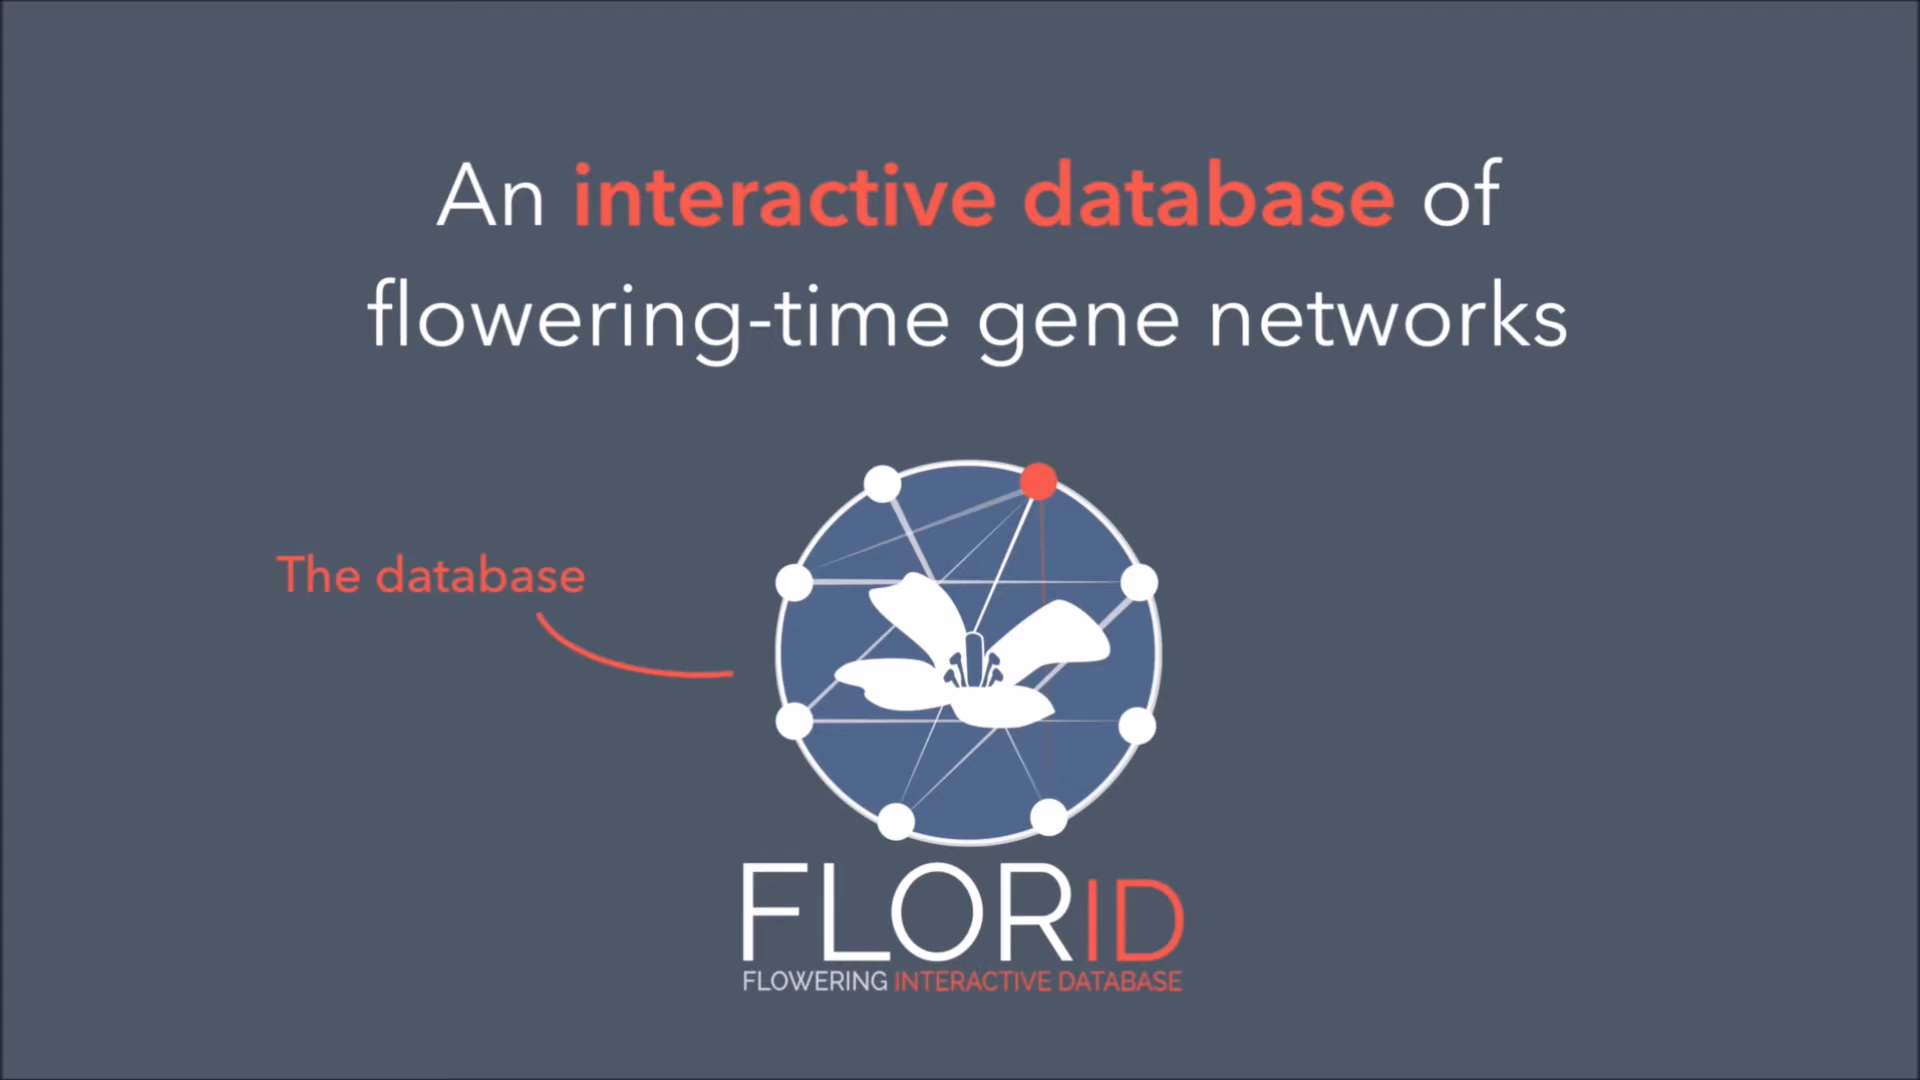 An interactive database of
flowering-time gene networks
The database
FLORID
FLOWERING INTERACTIVE DATABASE